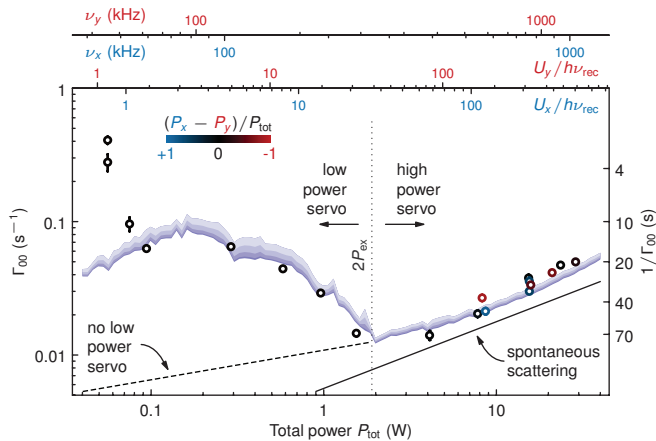 ν_y (kHz) 100 1000
ν_x (kHz) 100 1000
1 10 100 U_y/hν_rec
1 10 100 U_x/hν_rec
(P_x − P_y)/P_tot
+1 0 -1
low power servo
high power servo
2P_ex
no low power servo
spontaneous scattering
Γ_00 (s⁻¹)
1
0.1
0.01
1/Γ_00 (s)
4
10
20
40
70
0.1 1 10
Total power P_tot (W)